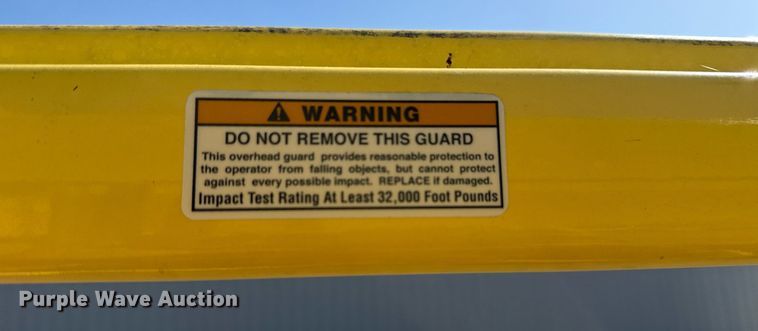 WARNING
DO NOT REMOVE THIS GUARD
This overhead guard provides reasonable protection to
the operator from falling objects, but cannot protect
against every possible impact. REPLACE if damaged.
Impact Test Rating At Least 32,000 Foot Pounds
Purple Wave Auction